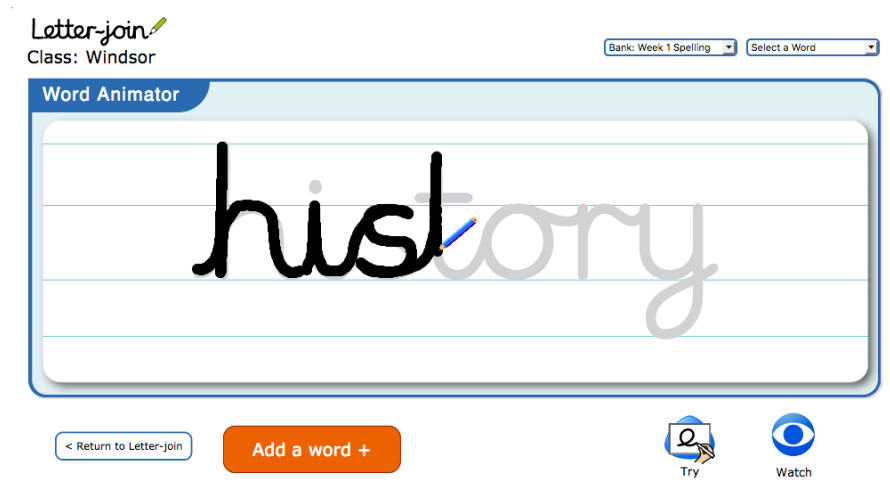 Letter-join
Class: Windsor
Bank: Week 1 Spelling
Select a Word
Word Animator
history
< Return to Letter-join
Add a word +
Try
Watch